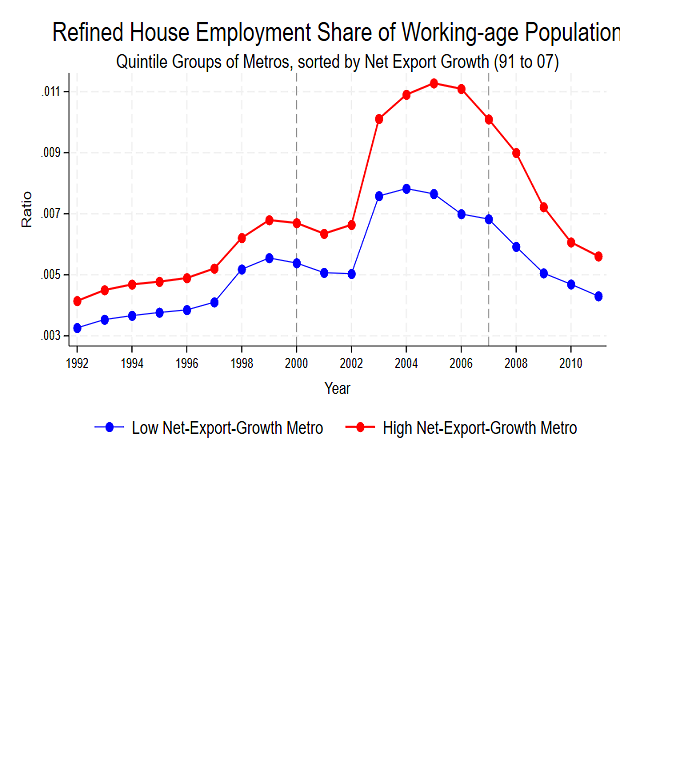 Refined House Employment Share of Working-age Population
Quintile Groups of Metros, sorted by Net Export Growth (91 to 07)
.011
.009
.007
.005
.003
Ratio
1992 1994 1996 1998 2000 2002 2004 2006 2008 2010
Year
Low Net-Export-Growth Metro High Net-Export-Growth Metro